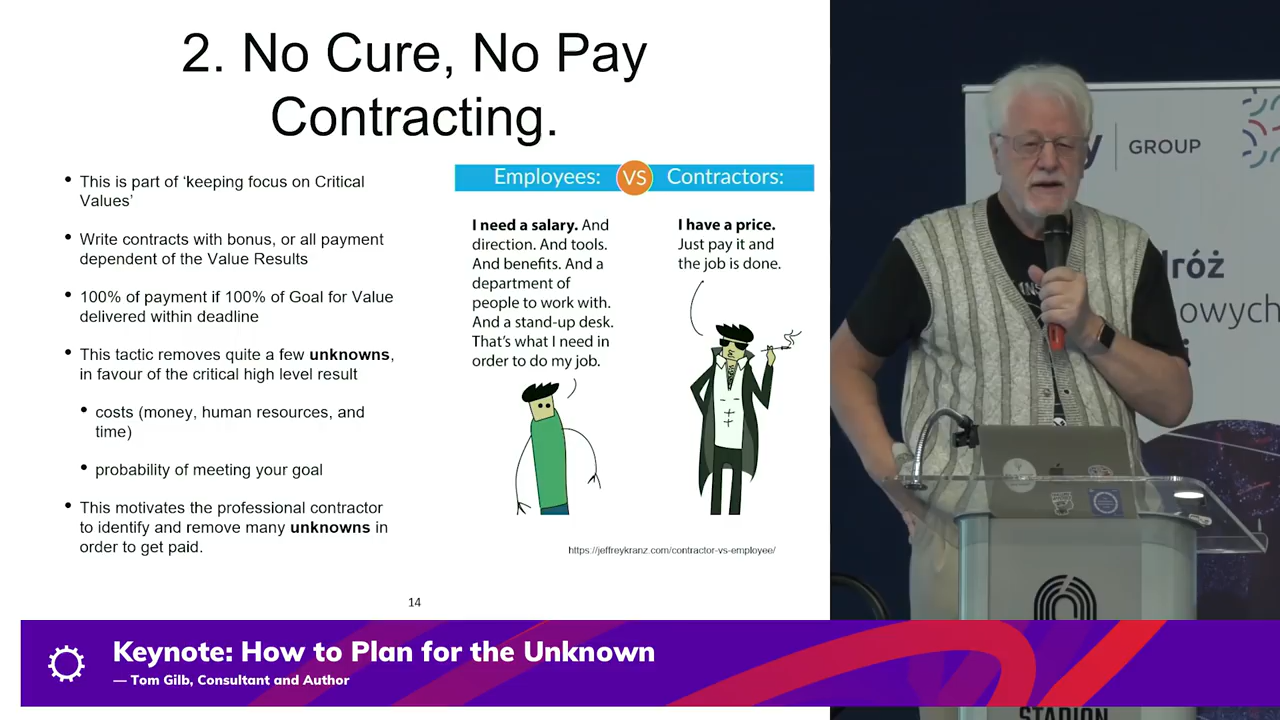 2. No Cure, No Pay
Contracting.
• This is part of ‘keeping focus on Critical
Values’
• Write contracts with bonus, or all payment
dependent of the Value Results
• 100% of payment if 100% of Goal for Value
delivered within deadline
• This tactic removes quite a few unknowns,
in favour of the critical high level result
• costs (money, human resources, and
time)
• probability of meeting your goal
• This motivates the professional contractor
to identify and remove many unknowns in
order to get paid.
Employees: VS Contractors:
I need a salary. And
direction. And tools.
And benefits. And a
department of
people to work with.
And a stand-up desk.
That’s what I need in
order to do my job.
I have a price.
Just pay it and
the job is done.
https://jeffreykranz.com/contractor-vs-employee/
14
y GROUP
dróż
owych
i
STADION
Keynote: How to Plan for the Unknown
— Tom Gilb, Consultant and Author